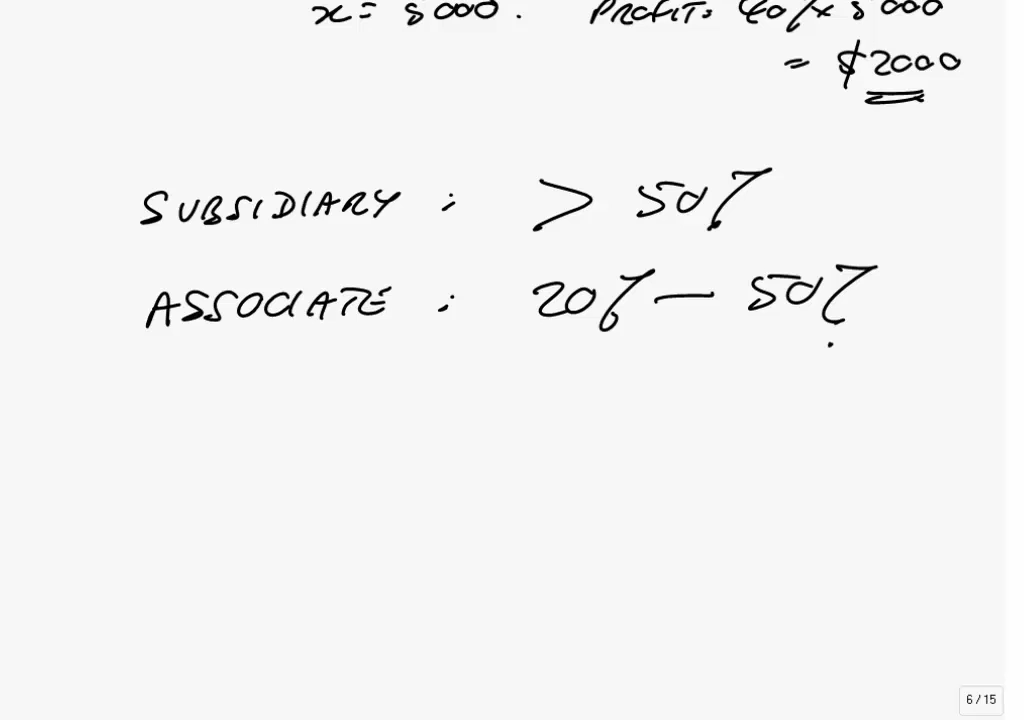 x = 5000. PROFIT: 40% x 5000
= $2000
SUBSIDIARY : > 50%
ASSOCIATE : 20% — 50%
6 / 15